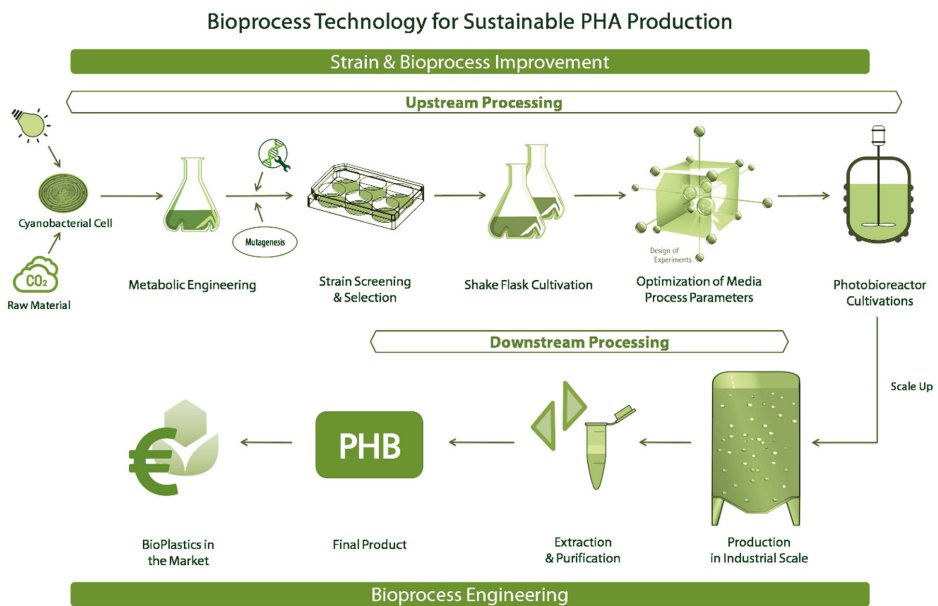 Bioprocess Technology for Sustainable PHA Production
Strain & Bioprocess Improvement
Upstream Processing
Cyanobacterial Cell
CO₂
Raw Material
Metabolic Engineering
Mutagenesis
Strain Screening
& Selection
Shake Flask Cultivation
Design of
Experiments
Optimization of Media
Process Parameters
Photobioreactor
Cultivations
Downstream Processing
Scale Up
€
BioPlastics in
the Market
PHB
Final Product
Extraction
& Purification
Production
in Industrial Scale
Bioprocess Engineering